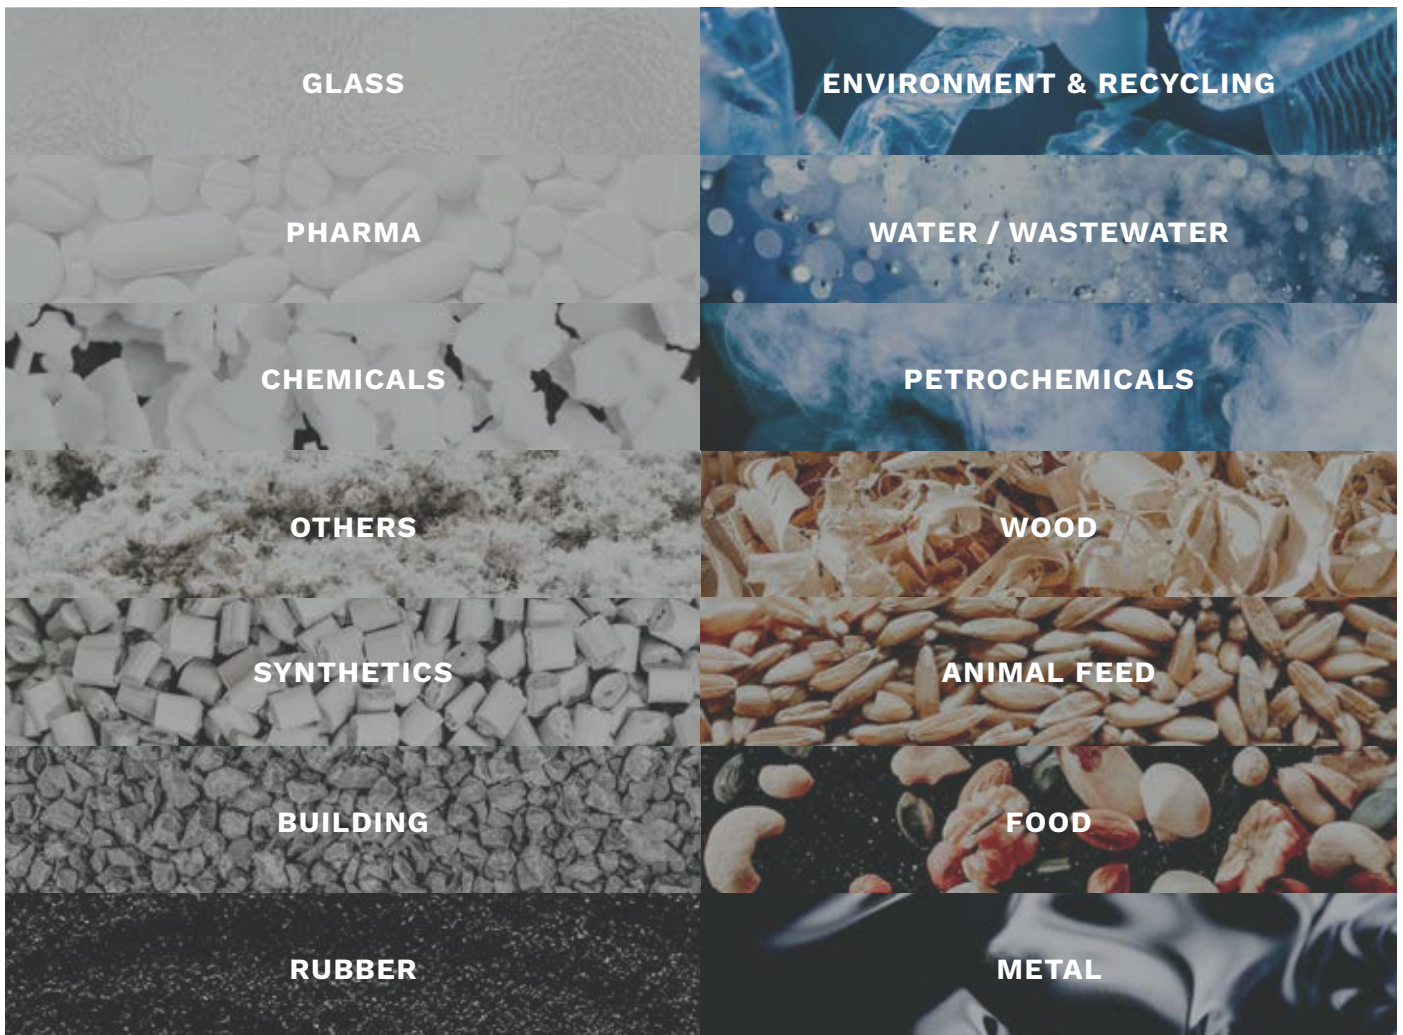 GLASS
ENVIRONMENT & RECYCLING
PHARMA
WATER / WASTEWATER
CHEMICALS
PETROCHEMICALS
OTHERS
WOOD
SYNTHETICS
ANIMAL FEED
BUILDING
FOOD
RUBBER
METAL